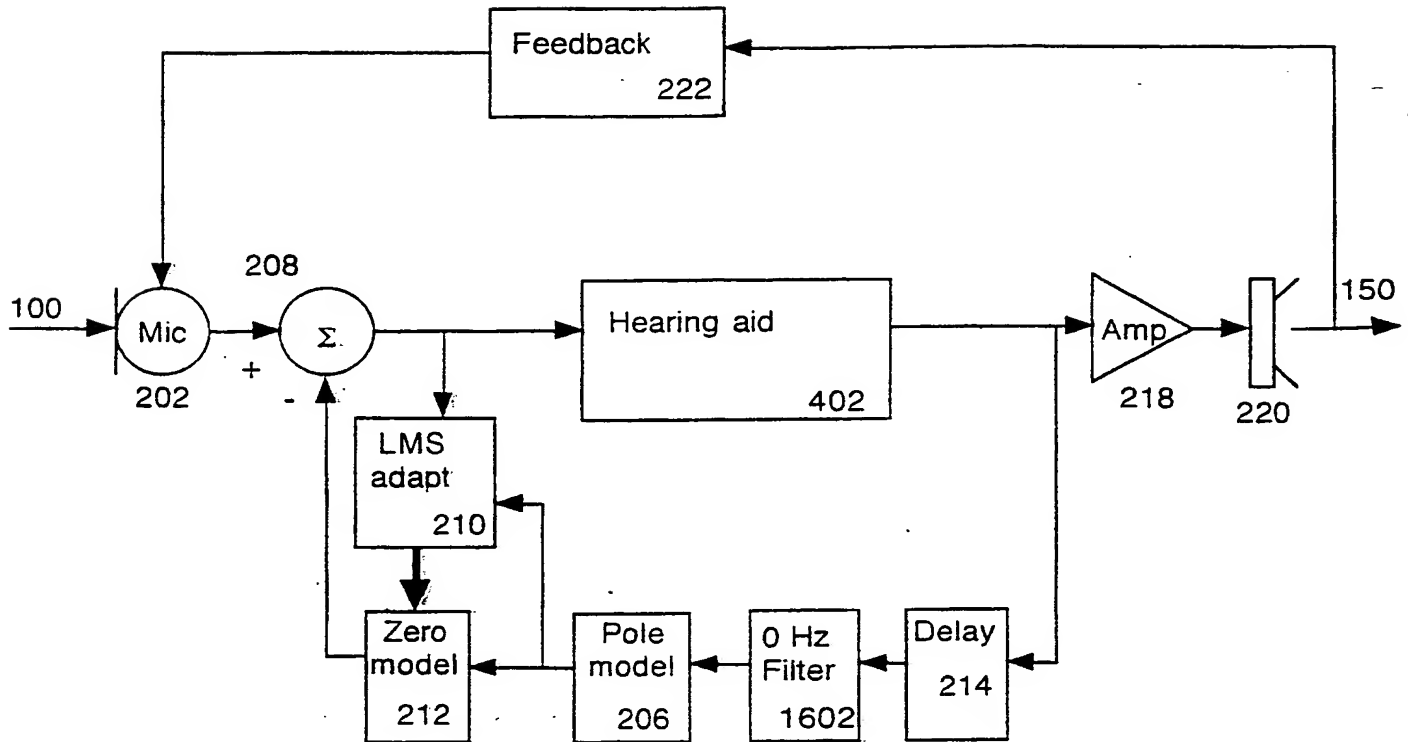 Feedback
222
208
100
Mic
Σ
Hearing aid
Amp
150
+
-
202
402
218
220
LMS
adapt
210
Zero
model
212
Pole
model
206
0 Hz
Filter
1602
Delay
214